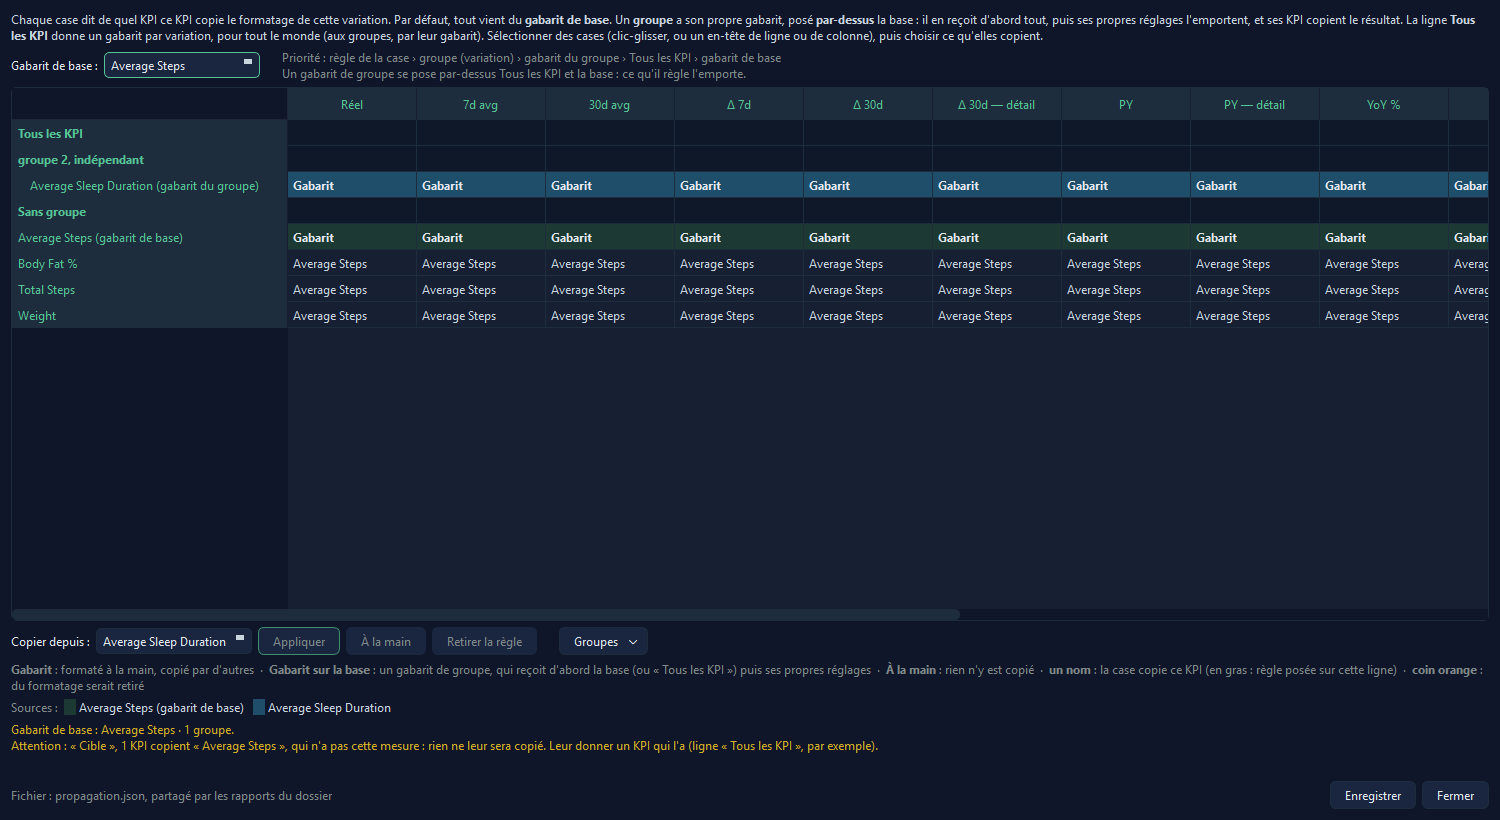 Chaque case dit de quel KPI ce KPI copie le formatage de cette variation. Par défaut, tout vient du gabarit de base. Un groupe a son propre gabarit, posé par-dessus la base : il en reçoit d'abord tout, puis ses propres réglages l'emportent, et ses KPI copient le résultat. La ligne Tous
les KPI donne un gabarit par variation, pour tout le monde (aux groupes, par leur gabarit). Sélectionner des cases (clic-glisser, ou un en-tête de ligne ou de colonne), puis choisir ce qu'elles copient.
Gabarit de base : Average Steps
Priorité : règle de la case › groupe (variation) › gabarit du groupe › Tous les KPI › gabarit de base
Un gabarit de groupe se pose par-dessus Tous les KPI et la base : ce qu'il règle l'emporte.
Réel 7d avg 30d avg Δ 7d Δ 30d Δ 30d — détail PY PY — détail YoY %
Tous les KPI
groupe 2, indépendant
Average Sleep Duration (gabarit du groupe) Gabarit Gabarit Gabarit Gabarit Gabarit Gabarit Gabarit Gabarit Gabarit Gabar
Sans groupe
Average Steps (gabarit de base) Gabarit Gabarit Gabarit Gabarit Gabarit Gabarit Gabarit Gabarit Gabarit Gabar
Body Fat % Average Steps Average Steps Average Steps Average Steps Average Steps Average Steps Average Steps Average Steps Average Steps Averag
Total Steps Average Steps Average Steps Average Steps Average Steps Average Steps Average Steps Average Steps Average Steps Average Steps Averag
Weight Average Steps Average Steps Average Steps Average Steps Average Steps Average Steps Average Steps Average Steps Average Steps Averag
Copier depuis : Average Sleep Duration Appliquer À la main Retirer la règle Groupes
Gabarit : formaté à la main, copié par d'autres · Gabarit sur la base : un gabarit de groupe, qui reçoit d'abord la base (ou « Tous les KPI ») puis ses propres réglages · À la main : rien n'y est copié · un nom : la case copie ce KPI (en gras : règle posée sur cette ligne) · coin orange :
du formatage serait retiré
Sources : Average Steps (gabarit de base) Average Sleep Duration
Gabarit de base : Average Steps · 1 groupe.
Attention : « Cible », 1 KPI copient « Average Steps », qui n'a pas cette mesure : rien ne leur sera copié. Leur donner un KPI qui l'a (ligne « Tous les KPI », par exemple).
Fichier : propagation.json, partagé par les rapports du dossier
Enregistrer Fermer